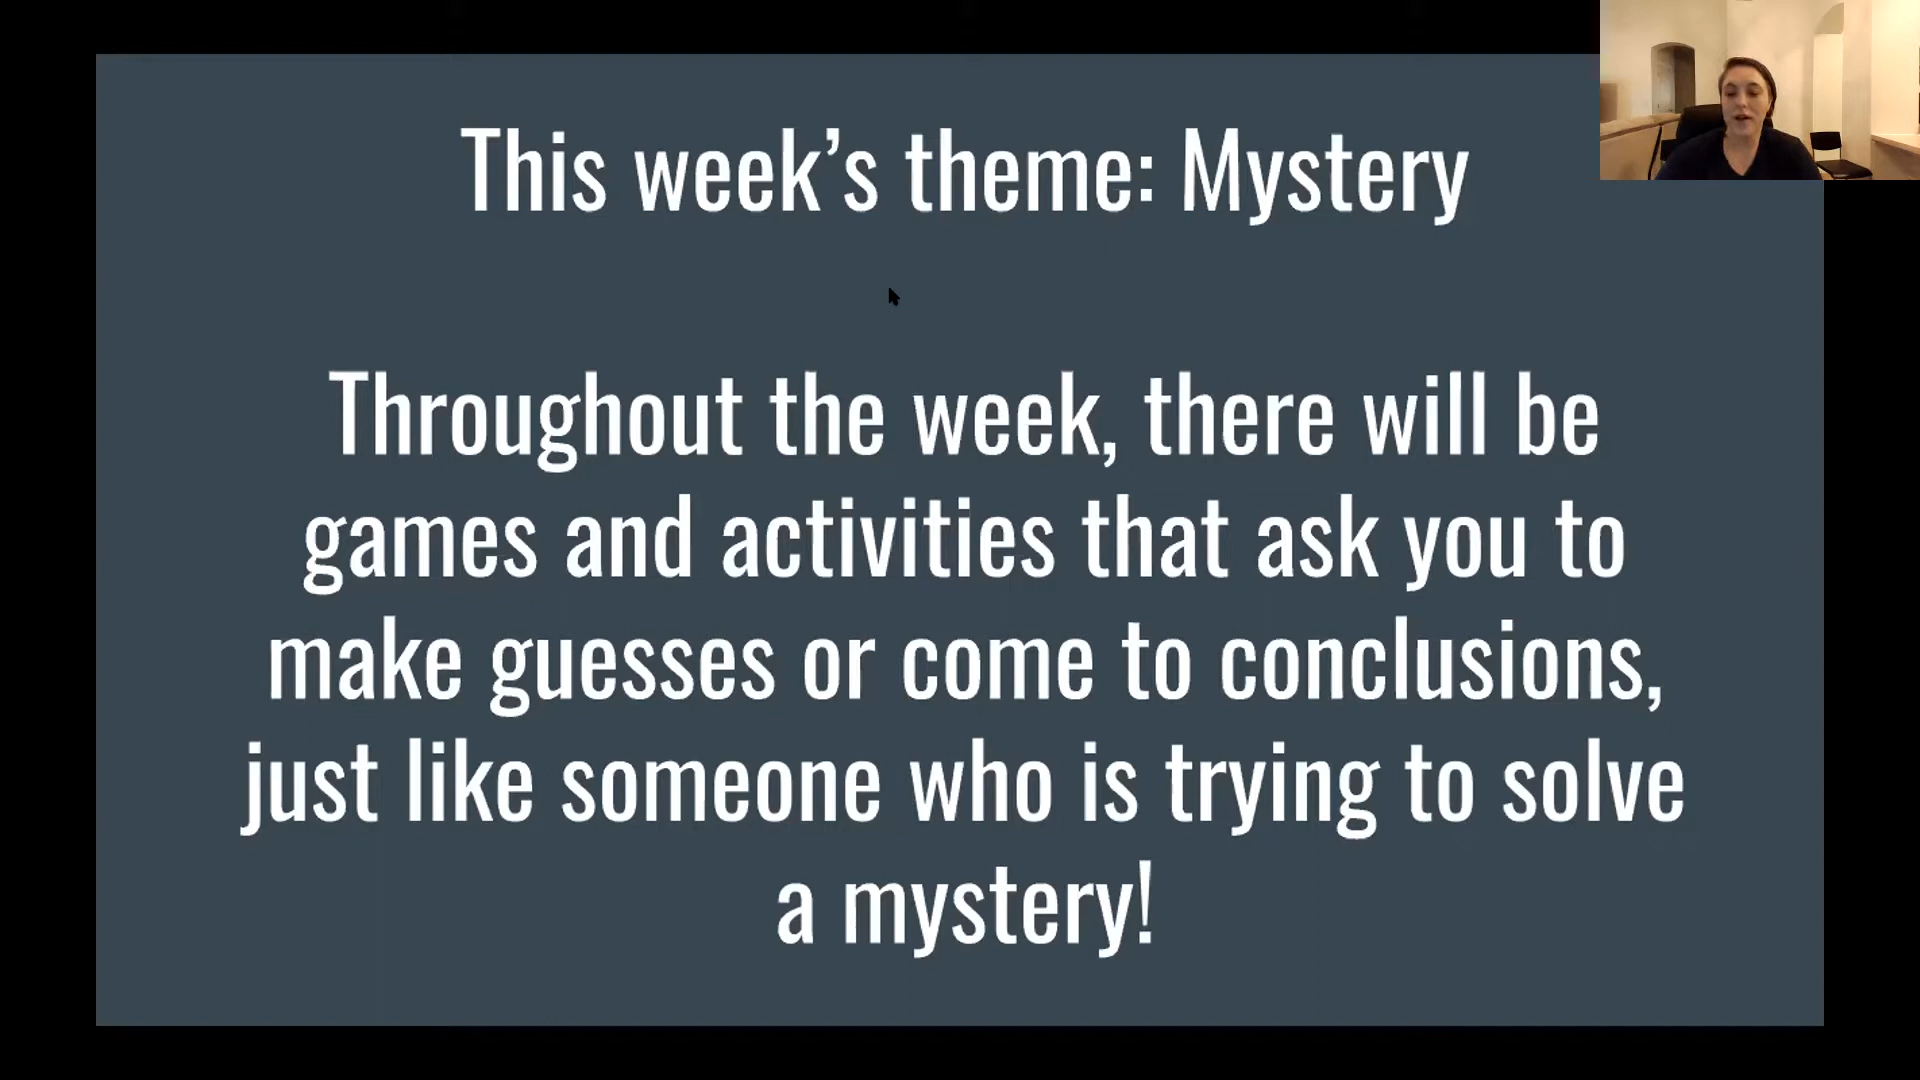 This week’s theme: Mystery
Throughout the week, there will be
games and activities that ask you to
make guesses or come to conclusions,
just like someone who is trying to solve
a mystery!